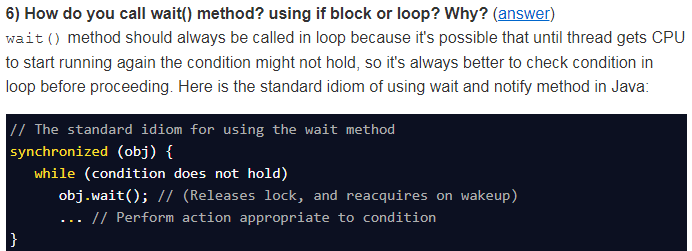 6) How do you call wait() method? using if block or loop? Why? (answer)
wait() method should always be called in loop because it's possible that until thread gets CPU
to start running again the condition might not hold, so it's always better to check condition in
loop before proceeding. Here is the standard idiom of using wait and notify method in Java:
// The standard idiom for using the wait method
synchronized (obj) {
   while (condition does not hold)
      obj.wait(); // (Releases lock, and reacquires on wakeup)
      ... // Perform action appropriate to condition
}